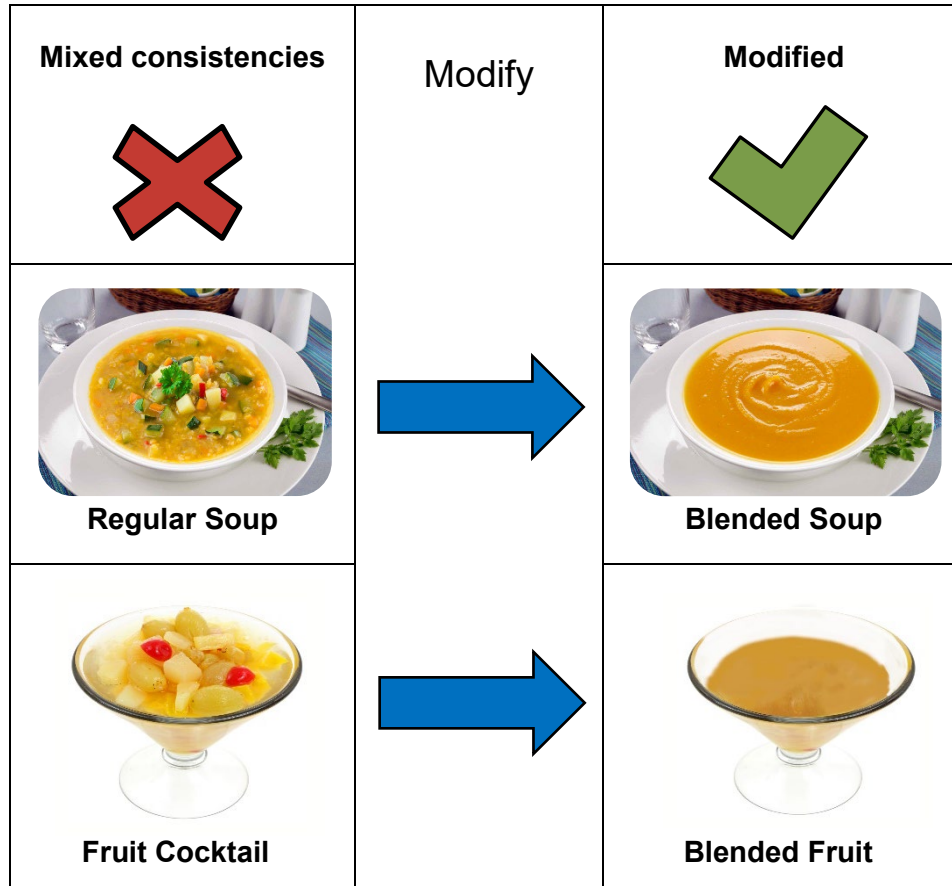 Mixed consistencies
Modify
Modified
Regular Soup
Blended Soup
Fruit Cocktail
Blended Fruit